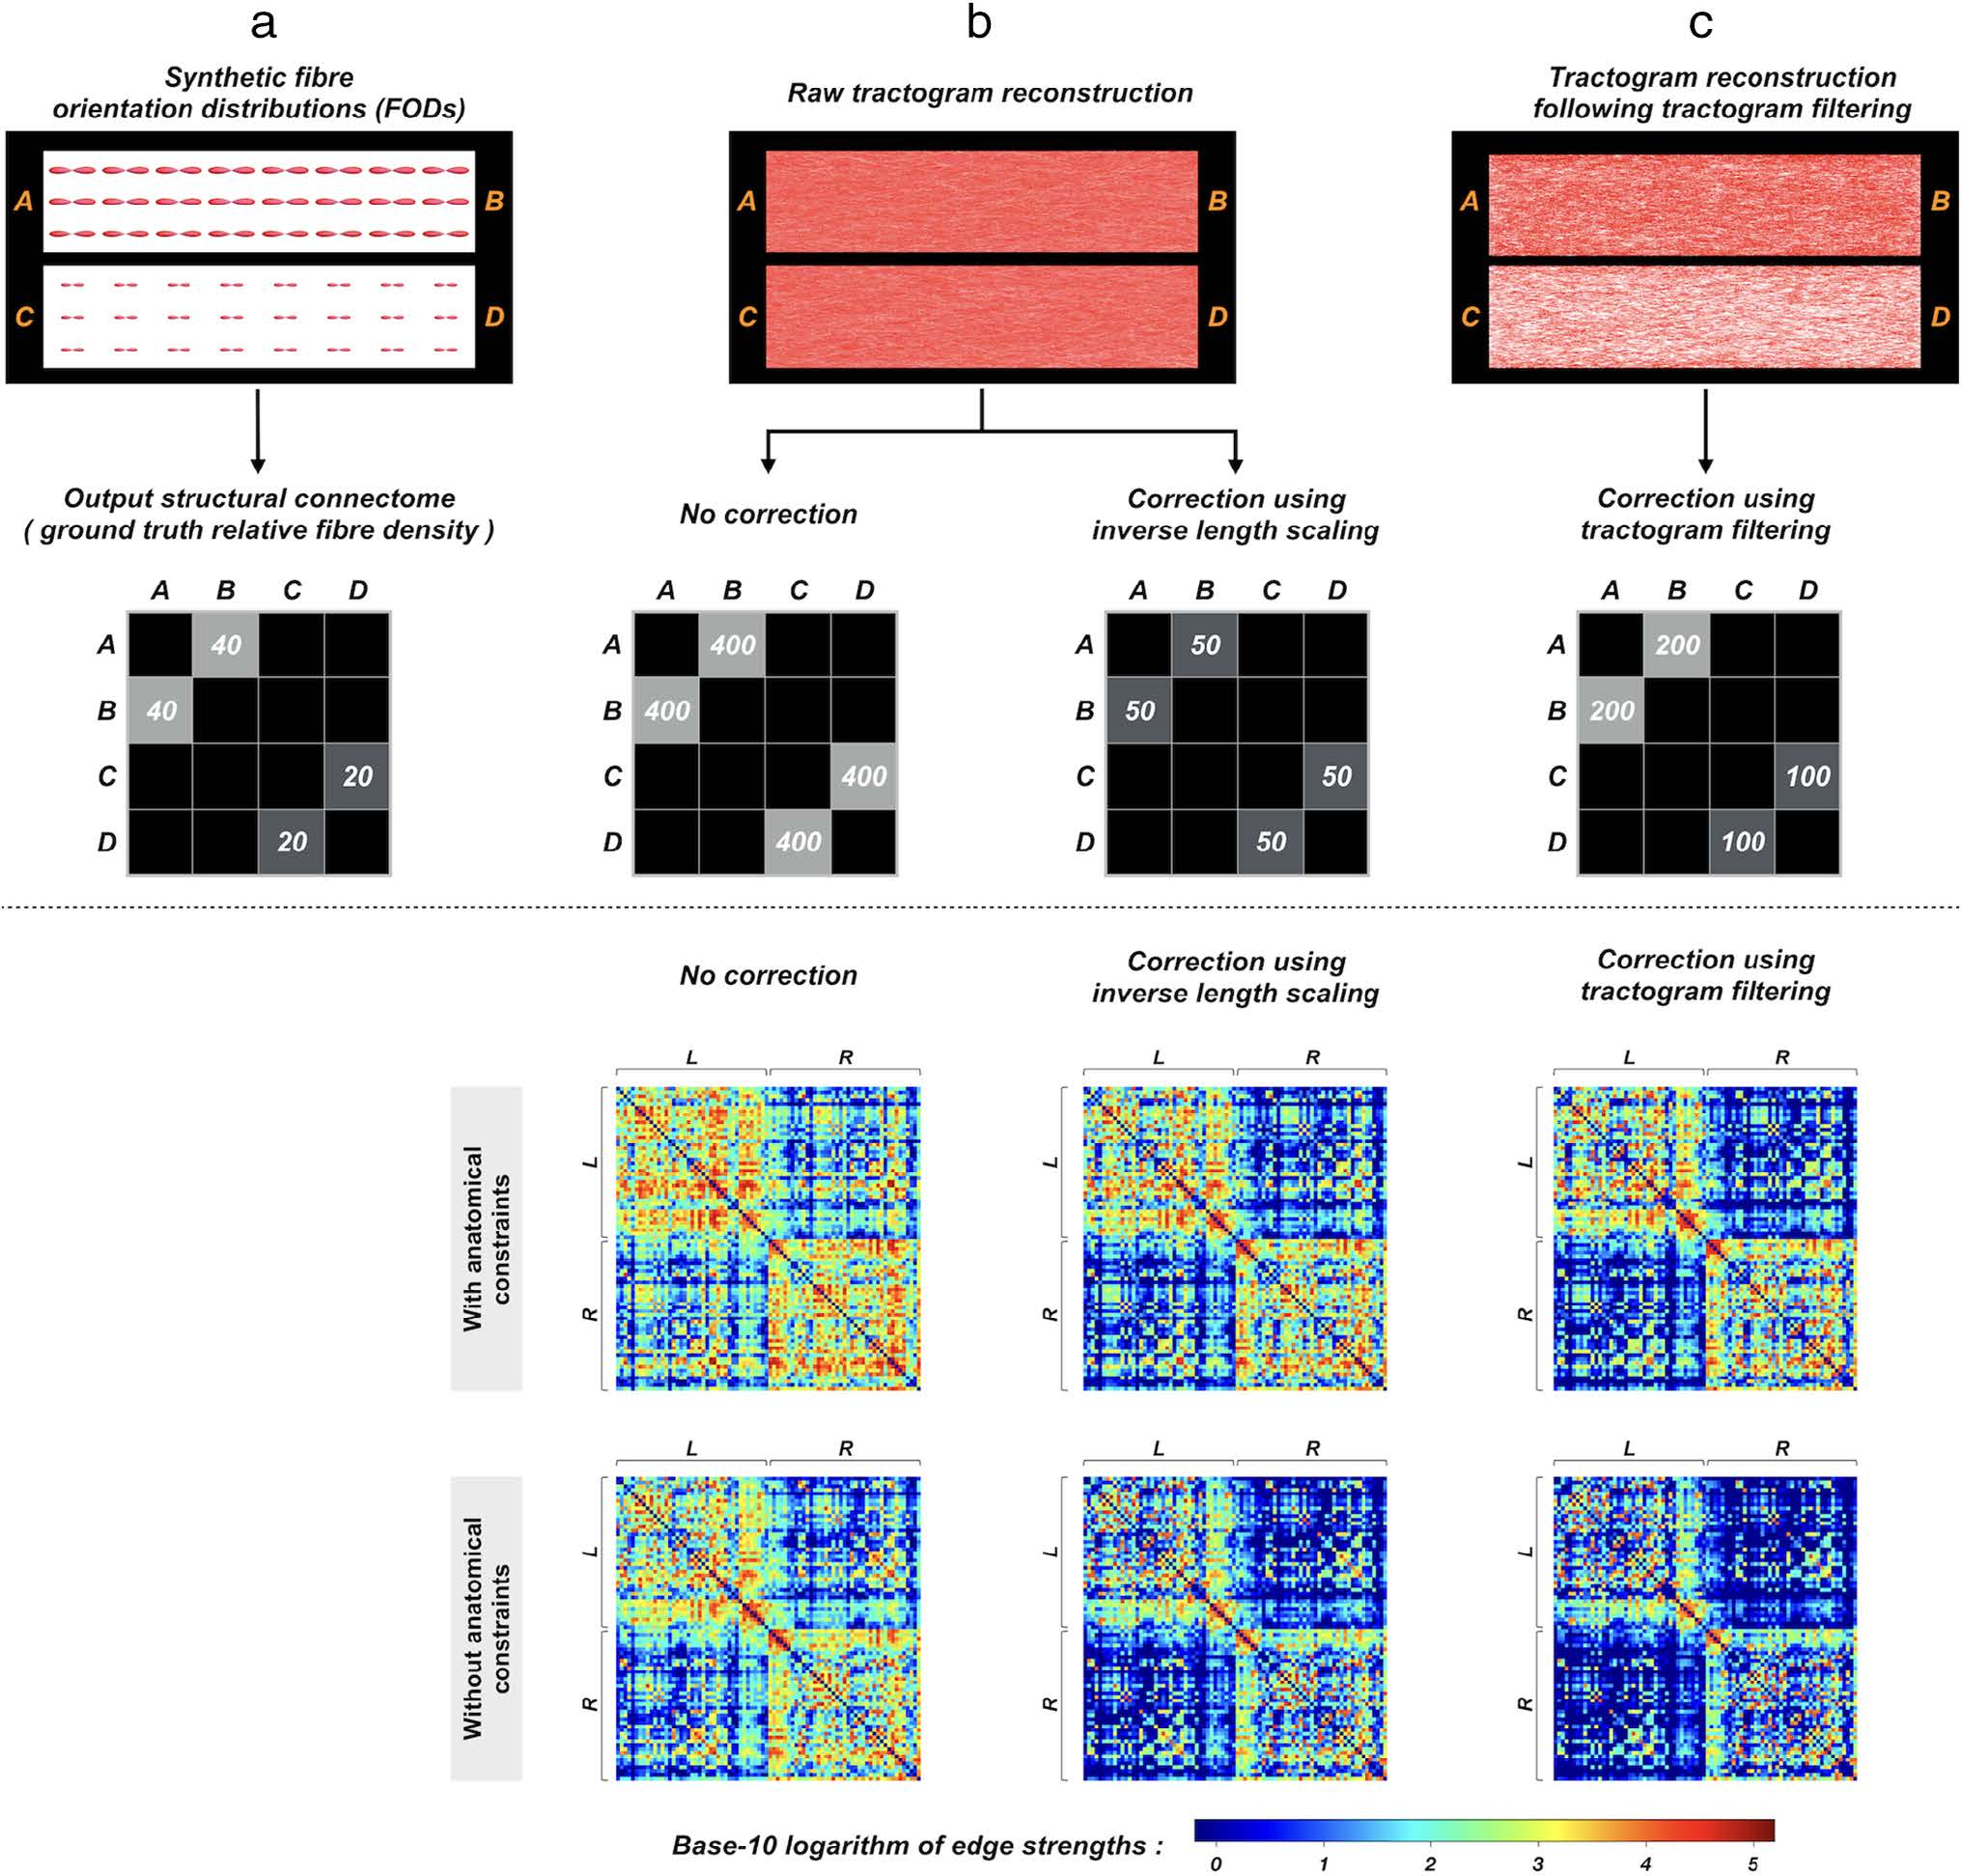 a
b
c
Synthetic fibre
orientation distributions (FODs)
Raw tractogram reconstruction
Tractogram reconstruction
following tractogram filtering
A
B
C
D
A
B
C
D
A
B
C
D
Output structural connectome
( ground truth relative fibre density )
No correction
Correction using
inverse length scaling
Correction using
tractogram filtering
A B C D
A 40
B 40
C 20
D 20
A B C D
A 400
B 400
C 400
D 400
A B C D
A 50
B 50
C 50
D 50
A B C D
A 200
B 200
C 100
D 100
No correction
Correction using
inverse length scaling
Correction using
tractogram filtering
With anatomical
constraints
L R
L
R
L R
L
R
L R
L
R
Without anatomical
constraints
L R
L
R
L R
L
R
L R
L
R
Base-10 logarithm of edge strengths :
0 1 2 3 4 5